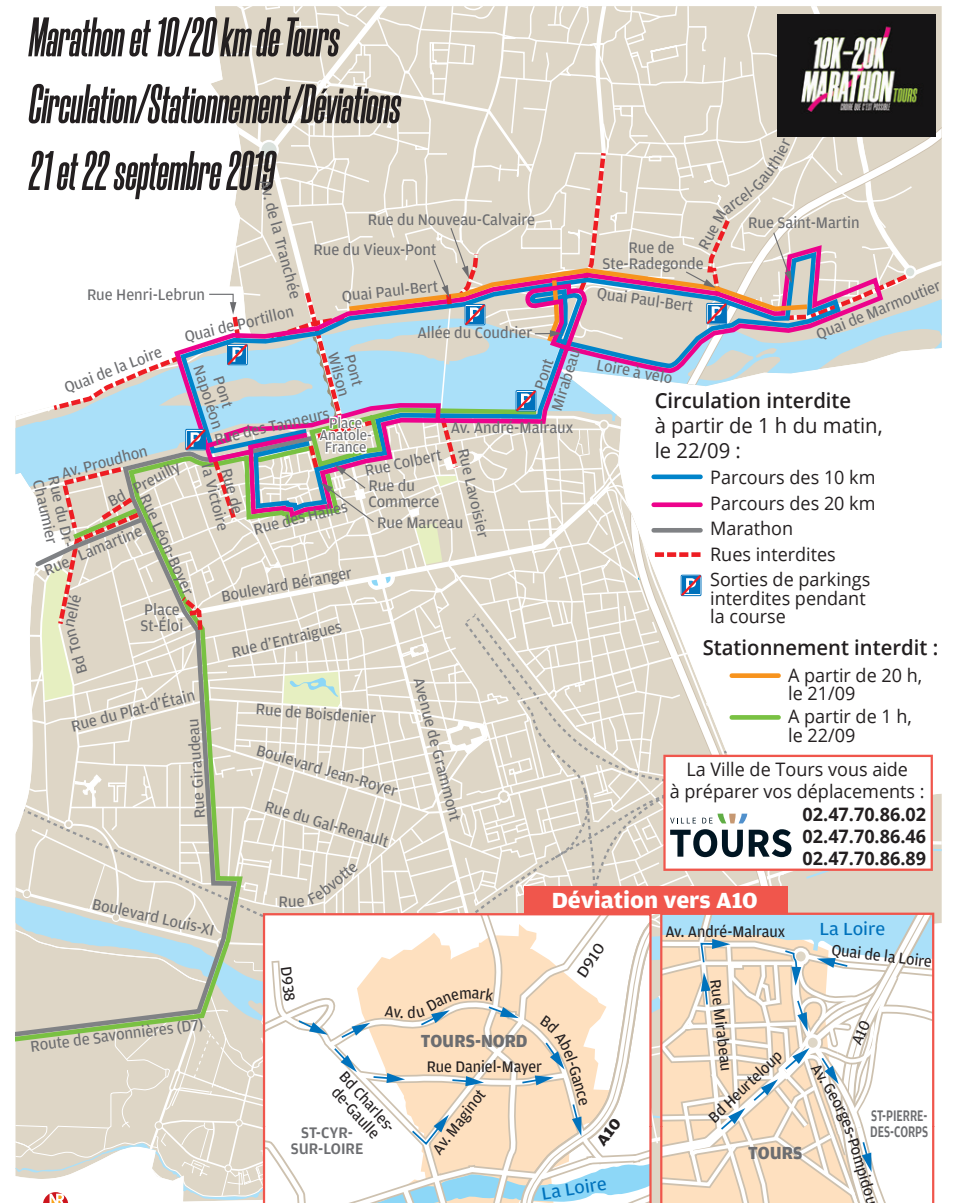 Marathon et 10/20 km de Tours
Circulation/Stationnement/Déviations
21 et 22 septembre 2019
10K-20K
MARATHON TOURS
Av. de la Tranchée
Rue du Nouveau-Calvaire
Rue du Vieux-Pont
Rue Henri-Lebrun
Quai Paul-Bert
Quai de Portillon
Quai de la Loire
Rue Marcel-Gauthier
Rue Saint-Martin
Rue de
Ste-Radegonde
Quai Paul-Bert
Quai de Marmoutier
Allée du Coudrier
Loire à vélo
Pont
Napoléon
Pont
Wilson
Pont
Mirabeau
Rue des Tanneurs
Place
Anatole-
France
Av. André-Malraux
Av. Proudhon
Rue du Dr-
Chaumier
Bd Preuilly
Rue de
la Victoire
Rue Colbert
Rue du
Commerce
Rue Marceau
Rue des Halles
Rue Lavoisier
Rue Lamartine
Rue Léon-Boyer
Bd Tonnellé
Place
St-Éloi
Boulevard Béranger
Rue d'Entraigues
Rue du Plat-d'Étain
Rue de Boisdenier
Avenue de Grammont
Boulevard Jean-Royer
Rue Giraudeau
Rue du Gal-Renault
Rue Febvotte
Boulevard Louis-XI
Route de Savonnières (D7)
Circulation interdite
à partir de 1 h du matin,
le 22/09 :
Parcours des 10 km
Parcours des 20 km
Marathon
Rues interdites
P
Sorties de parkings
interdites pendant
la course
Stationnement interdit :
A partir de 20 h,
le 21/09
A partir de 1 h,
le 22/09
La Ville de Tours vous aide
à préparer vos déplacements :
VILLE DE
TOURS
02.47.70.86.02
02.47.70.86.46
02.47.70.86.89
Déviation vers A10
D938
D910
Av. du Danemark
TOURS-NORD
Rue Daniel-Mayer
Bd Abel-Gance
Bd Charles-
de-Gaulle
Av. Maginot
ST-CYR-
SUR-LOIRE
A10
La Loire
Av. André-Malraux
La Loire
Quai de la Loire
Rue Mirabeau
A10
Bd Heurteloup
Av. Georges-Pompidou
ST-PIERRE-
DES-CORPS
TOURS
NR